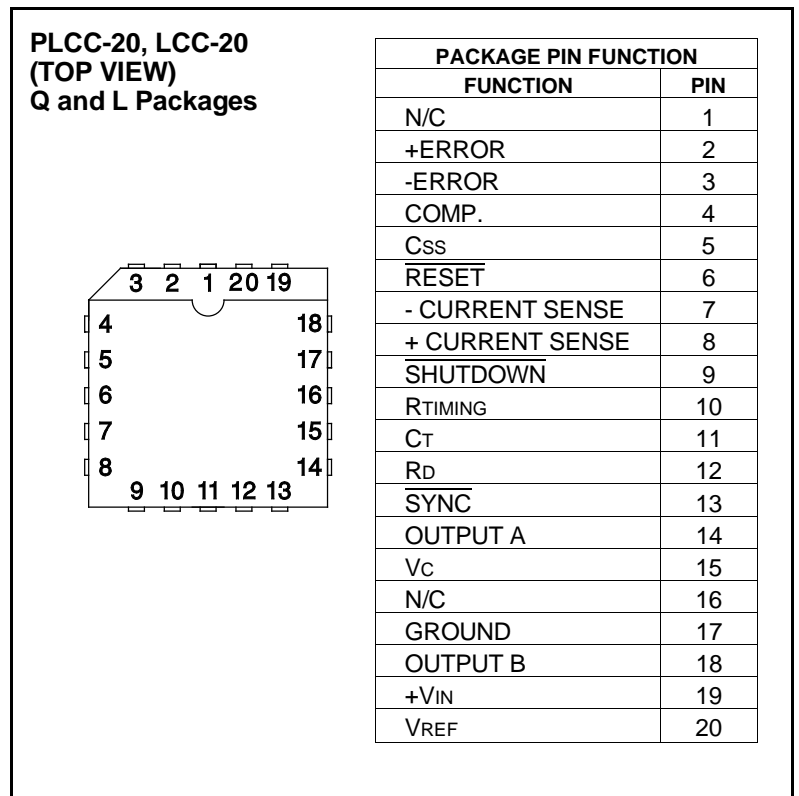 PLCC-20, LCC-20
(TOP VIEW)
Q and L Packages
3 2 1 20 19
4 18
5 17
6 16
7 15
8 14
9 10 11 12 13
PACKAGE PIN FUNCTION
FUNCTION PIN
N/C 1
+ERROR 2
-ERROR 3
COMP. 4
CSS 5
RESET 6
- CURRENT SENSE 7
+ CURRENT SENSE 8
SHUTDOWN 9
RTIMING 10
CT 11
RD 12
SYNC 13
OUTPUT A 14
VC 15
N/C 16
GROUND 17
OUTPUT B 18
+VIN 19
VREF 20